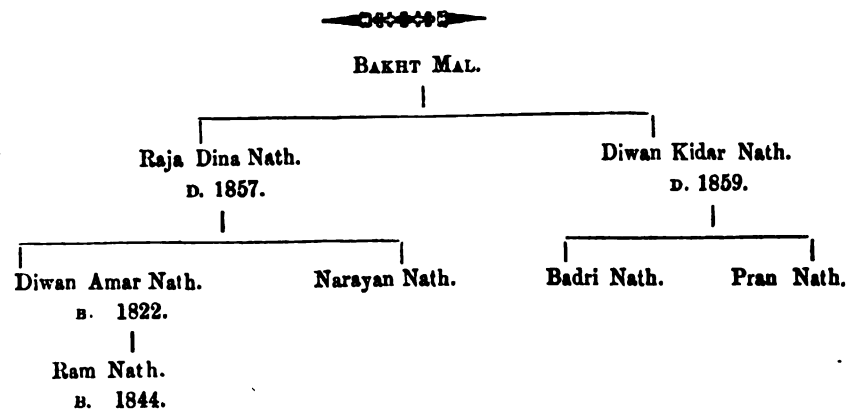 BAKHT MAL.
Raja Dina Nath. Diwan Kidar Nath.
D. 1857. D. 1859.
Diwan Amar Nath. Narayan Nath. Badri Nath. Pran Nath.
B. 1822.
Ram Nath.
B. 1844.